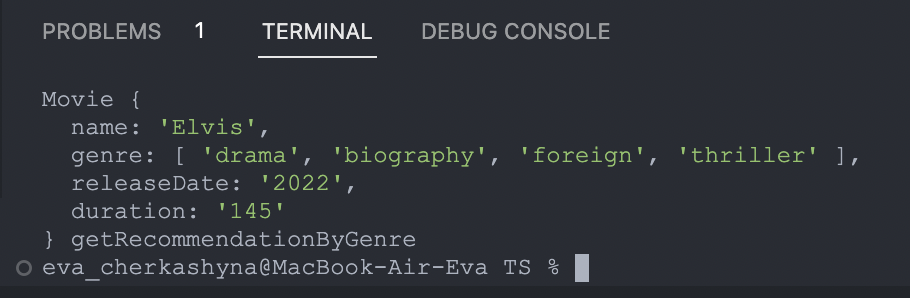 PROBLEMS 1 TERMINAL DEBUG CONSOLE
Movie {
  name: 'Elvis',
  genre: [ 'drama', 'biography', 'foreign', 'thriller' ],
  releaseDate: '2022',
  duration: '145'
} getRecommendationByGenre
eva_cherkashyna@MacBook-Air-Eva TS %